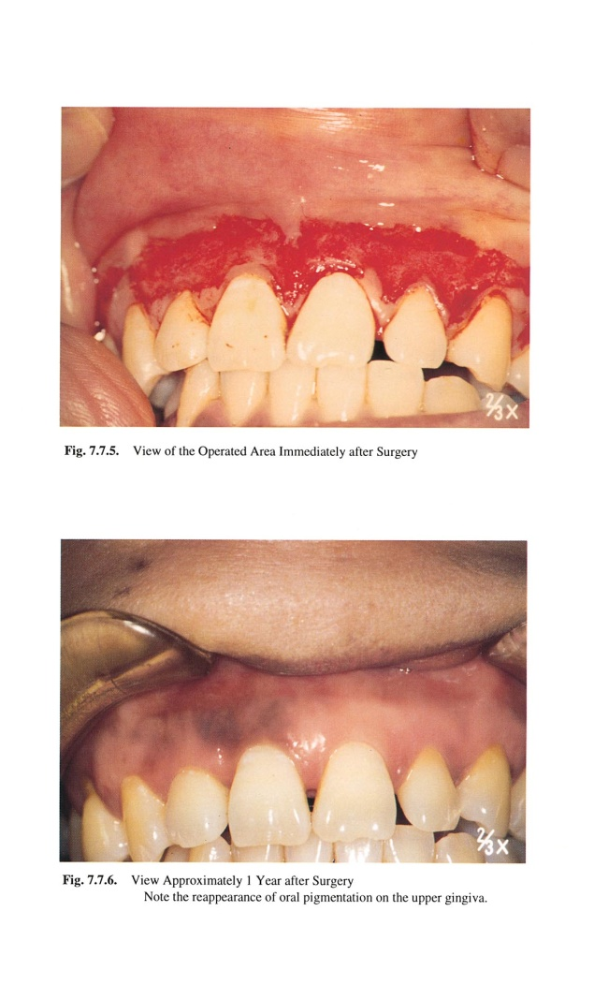 2/3X
Fig. 7.7.5. View of the Operated Area Immediately after Surgery
2/3X
Fig. 7.7.6. View Approximately 1 Year after Surgery
Note the reappearance of oral pigmentation on the upper gingiva.